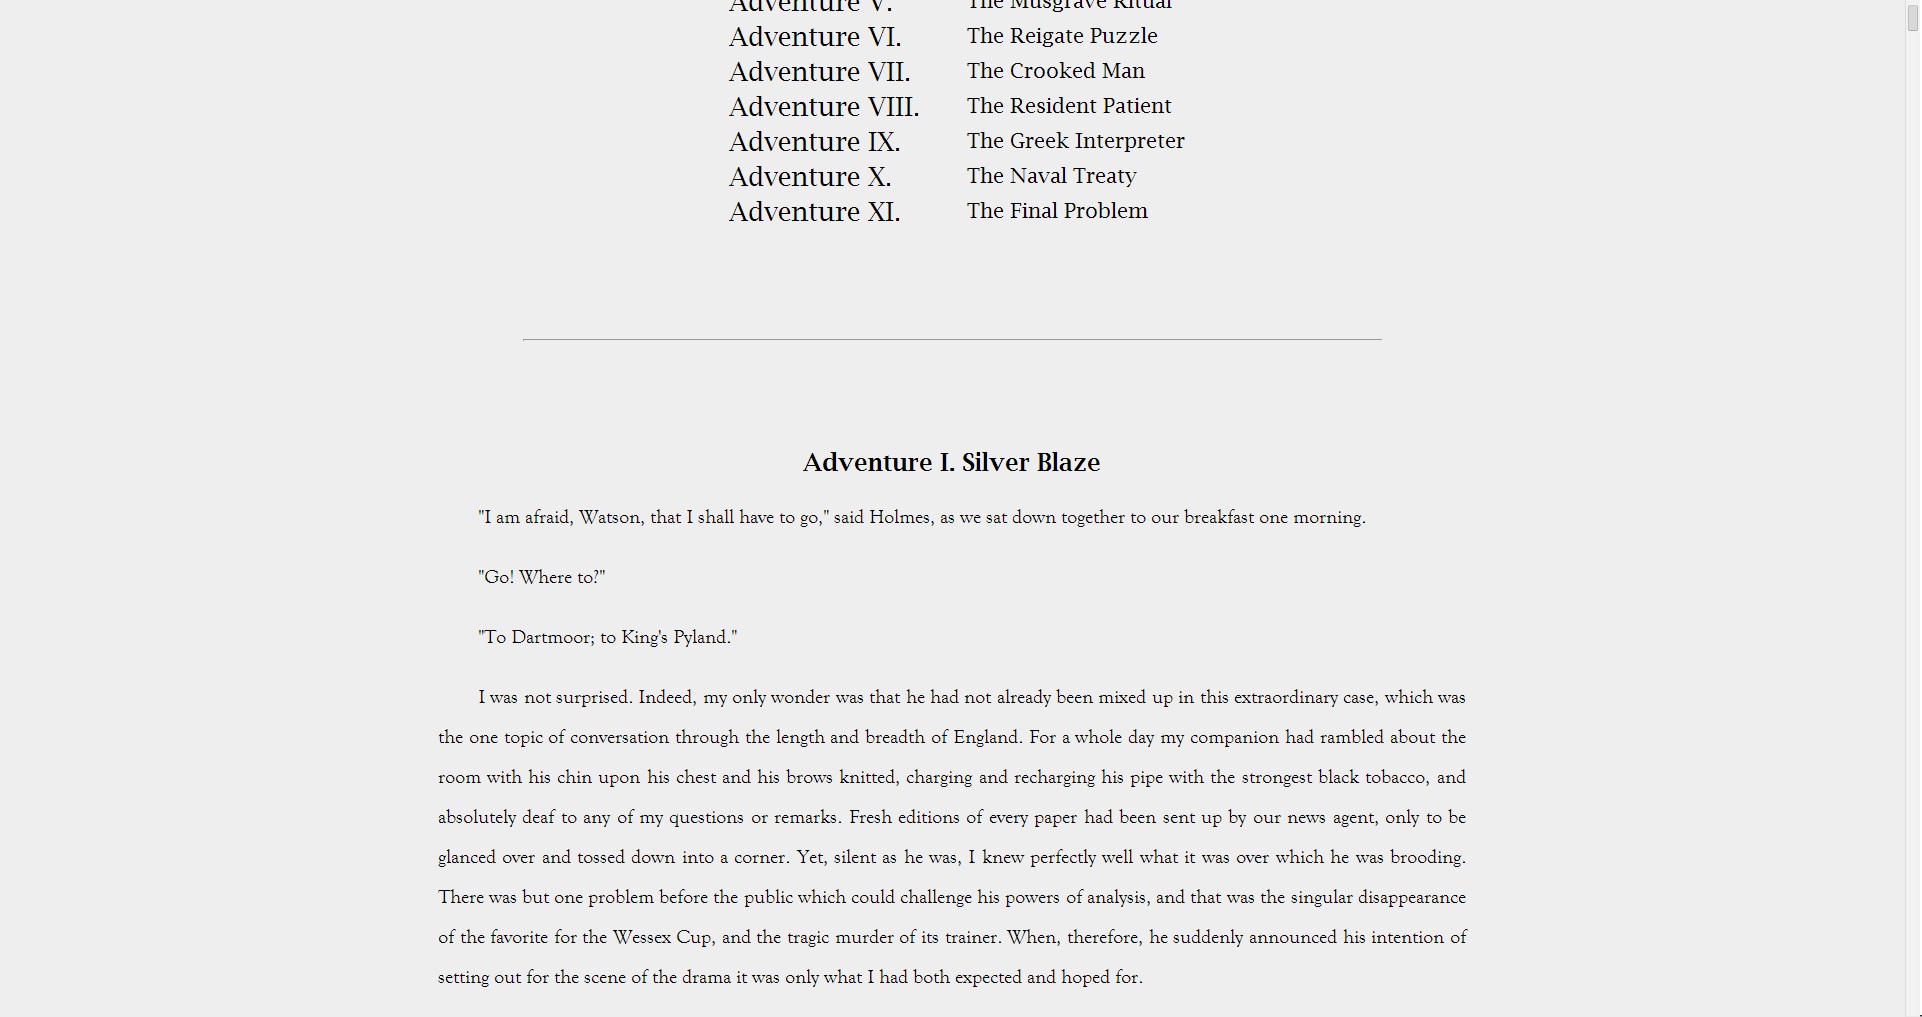 Adventure V. The Musgrave Ritual
Adventure VI. The Reigate Puzzle
Adventure VII. The Crooked Man
Adventure VIII. The Resident Patient
Adventure IX. The Greek Interpreter
Adventure X. The Naval Treaty
Adventure XI. The Final Problem
Adventure I. Silver Blaze
"I am afraid, Watson, that I shall have to go," said Holmes, as we sat down together to our breakfast one morning.
"Go! Where to?"
"To Dartmoor; to King's Pyland."
I was not surprised. Indeed, my only wonder was that he had not already been mixed up in this extraordinary case, which was
the one topic of conversation through the length and breadth of England. For a whole day my companion had rambled about the
room with his chin upon his chest and his brows knitted, charging and recharging his pipe with the strongest black tobacco, and
absolutely deaf to any of my questions or remarks. Fresh editions of every paper had been sent up by our news agent, only to be
glanced over and tossed down into a corner. Yet, silent as he was, I knew perfectly well what it was over which he was brooding.
There was but one problem before the public which could challenge his powers of analysis, and that was the singular disappearance
of the favorite for the Wessex Cup, and the tragic murder of its trainer. When, therefore, he suddenly announced his intention of
setting out for the scene of the drama it was only what I had both expected and hoped for.